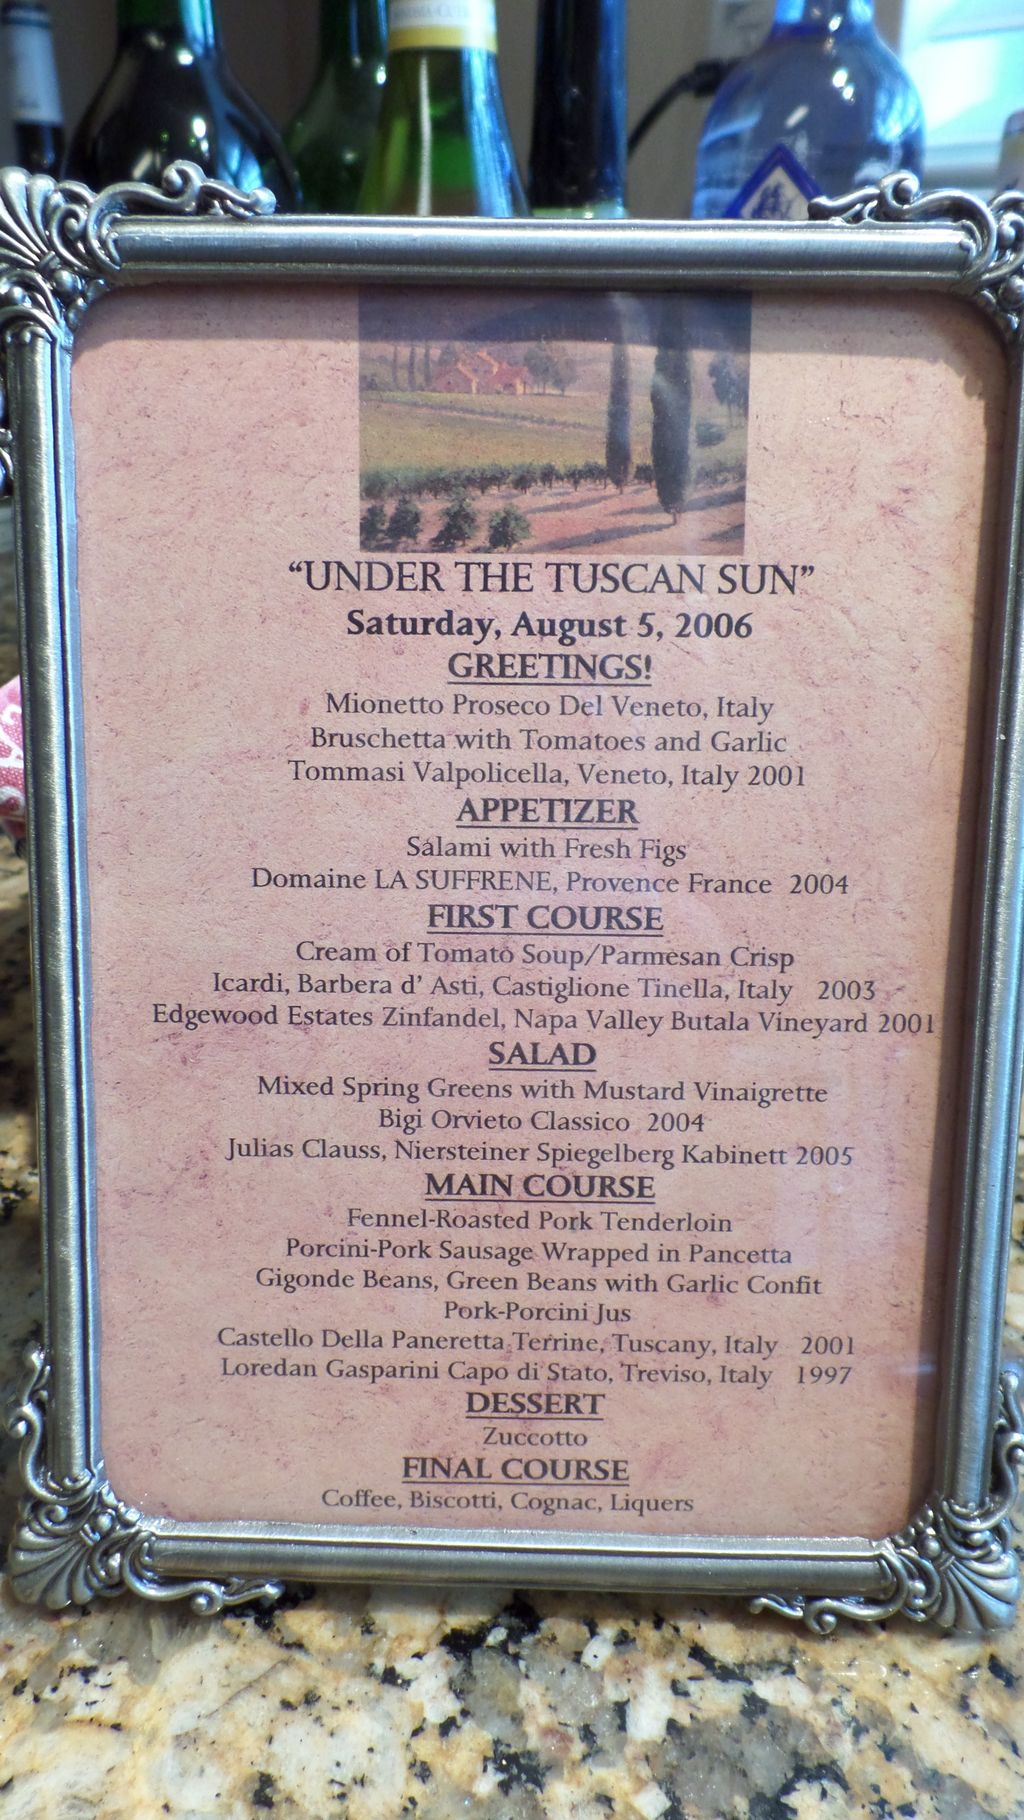 “UNDER THE TUSCAN SUN”
Saturday, August 5, 2006
GREETINGS!
Mionetto Proseco Del Veneto, Italy
Bruschetta with Tomatoes and Garlic
Tommasi Valpolicella, Veneto, Italy 2001
APPETIZER
Salami with Fresh Figs
Domaine LA SUFFRENE, Provence France 2004
FIRST COURSE
Cream of Tomato Soup/Parmesan Crisp
Icardi, Barbera d’ Asti, Castiglione Tinella, Italy 2003
Edgewood Estates Zinfandel, Napa Valley Butala Vineyard 2001
SALAD
Mixed Spring Greens with Mustard Vinaigrette
Bigi Orvieto Classico 2004
Julias Clauss, Niersteiner Spiegelberg Kabinett 2005
MAIN COURSE
Fennel-Roasted Pork Tenderloin
Porcini-Pork Sausage Wrapped in Pancetta
Gigonde Beans, Green Beans with Garlic Confit
Pork-Porcini Jus
Castello Della Paneretta Terrine, Tuscany, Italy 2001
Loredan Gasparini Capo di Stato, Treviso, Italy 1997
DESSERT
Zuccotto
FINAL COURSE
Coffee, Biscotti, Cognac, Liquers